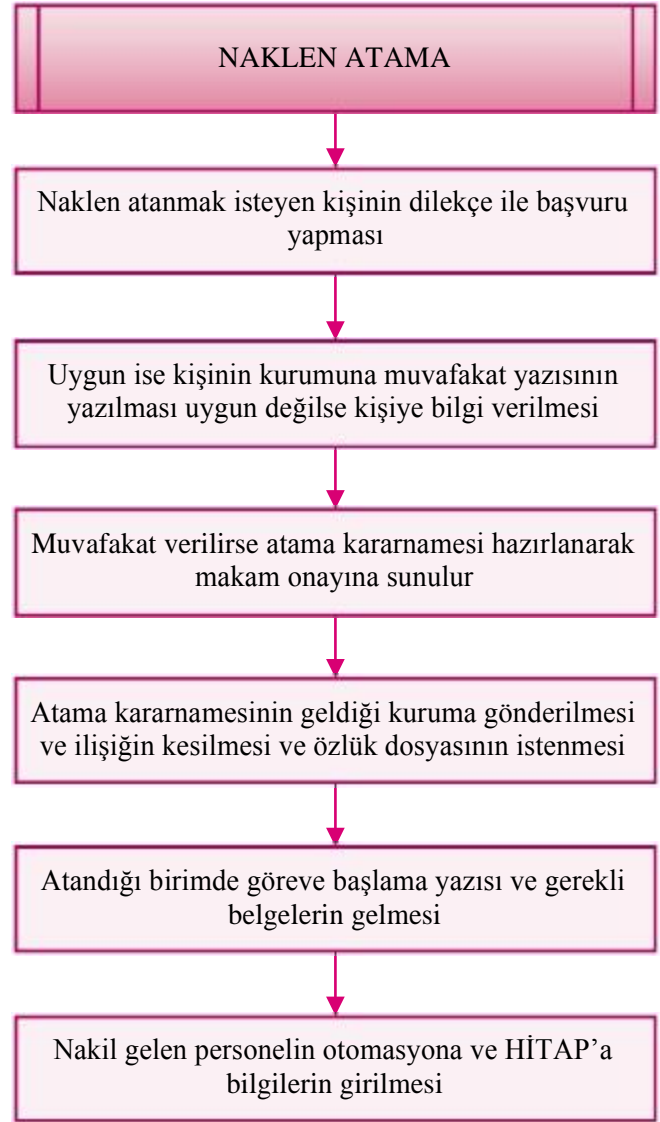 NAKLEN ATAMA
Naklen atanmak isteyen kişinin dilekçe ile başvuru
yapması
Uygun ise kişinin kurumuna muvafakat yazısının
yazılması uygun değilse kişiye bilgi verilmesi
Muvafakat verilirse atama kararnamesi hazırlanarak
makam onayına sunulur
Atama kararnamesinin geldiği kuruma gönderilmesi
ve ilişiğin kesilmesi ve özlük dosyasının istenmesi
Atandığı birimde göreve başlama yazısı ve gerekli
belgelerin gelmesi
Nakil gelen personelin otomasyona ve HİTAP’a
bilgilerin girilmesi